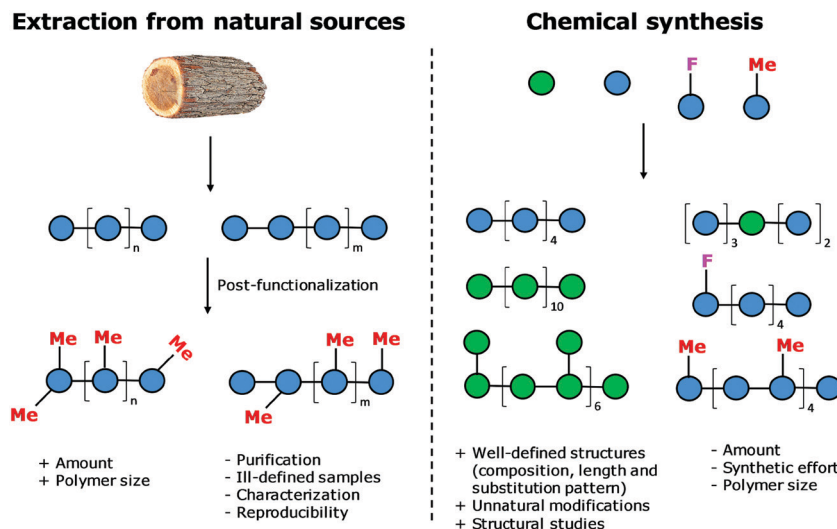 Extraction from natural sources
Chemical synthesis
F
Me
n
m
4
3
2
Post-functionalization
10
F
4
Me
Me
Me
Me
n
Me
Me
Me
m
6
Me
Me
4
+ Amount
+ Polymer size
- Purification
- Ill-defined samples
- Characterization
- Reproducibility
+ Well-defined structures
(composition, length and
substitution pattern)
+ Unnatural modifications
+ Structural studies
- Amount
- Synthetic effort
- Polymer size